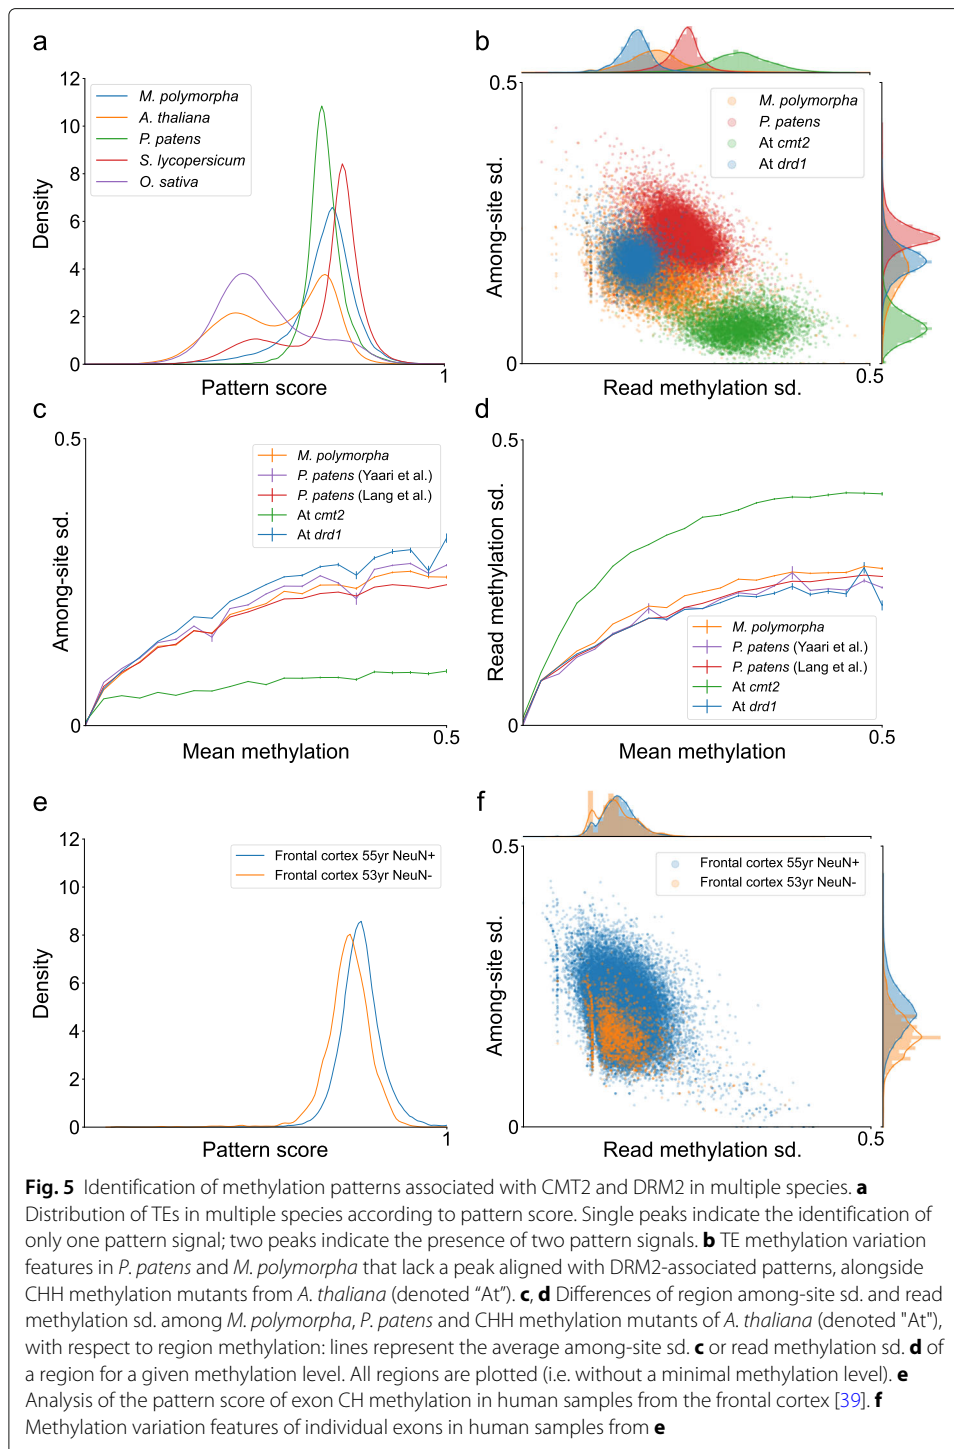 a
12
10
8
6
4
2
0
Density
M. polymorpha
A. thaliana
P. patens
S. lycopersicum
O. sativa
Pattern score
1
b
0.5
Among-site sd.
M. polymorpha
P. patens
At cmt2
At drd1
0
Read methylation sd.
0.5
c
0.5
Among-site sd.
M. polymorpha
P. patens (Yaari et al.)
P. patens (Lang et al.)
At cmt2
At drd1
0
Mean methylation
0.5
d
0.5
Read methylation sd.
M. polymorpha
P. patens (Yaari et al.)
P. patens (Lang et al.)
At cmt2
At drd1
0
Mean methylation
0.5
e
12
10
8
6
4
2
0
Density
Frontal cortex 55yr NeuN+
Frontal cortex 53yr NeuN-
Pattern score
1
f
0.5
Among-site sd.
Frontal cortex 55yr NeuN+
Frontal cortex 53yr NeuN-
0
Read methylation sd.
0.5
Fig. 5 Identification of methylation patterns associated with CMT2 and DRM2 in multiple species. a
Distribution of TEs in multiple species according to pattern score. Single peaks indicate the identification of
only one pattern signal; two peaks indicate the presence of two pattern signals. b TE methylation variation
features in P. patens and M. polymorpha that lack a peak aligned with DRM2-associated patterns, alongside
CHH methylation mutants from A. thaliana (denoted “At”). c, d Differences of region among-site sd. and read
methylation sd. among M. polymorpha, P. patens and CHH methylation mutants of A. thaliana (denoted "At"),
with respect to region methylation: lines represent the average among-site sd. c or read methylation sd. d of
a region for a given methylation level. All regions are plotted (i.e. without a minimal methylation level). e
Analysis of the pattern score of exon CH methylation in human samples from the frontal cortex [39]. f
Methylation variation features of individual exons in human samples from e